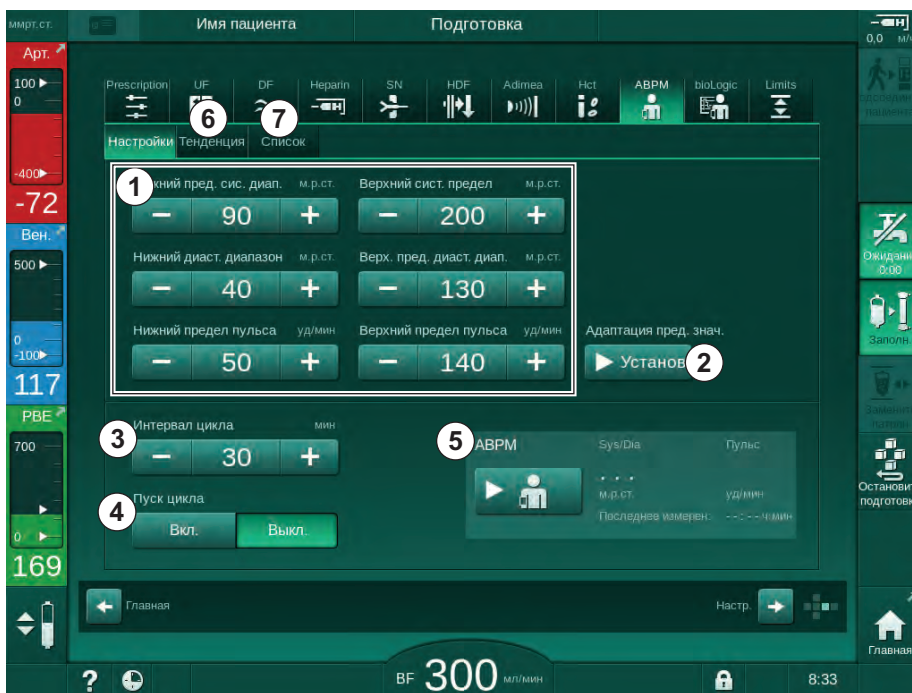 ммрт.ст.
Имя пациента
Подготовка
0,0 м/ч
Арт.
100
0
-400
-72
Вен.
500
0
-100
117
PBE
700
0
169
Prescription
UF
DF
Heparin
SN
HDF
Adimea
Hct
ABPM
bioLogic
Limits
6
7
Настройки
Тенденция
Список
1
жний пред. сис. диап. м.р.ст.
Верхний сист. предел м.р.ст.
− 90 +
− 200 +
Нижний диаст. диапазон м.р.ст.
Верх. пред. диаст. диап. м.р.ст.
− 40 +
− 130 +
Нижний предел пульса уд/мин
Верхний предел пульса уд/мин
− 50 +
− 140 +
Адаптация пред. знач.
Установ
2
3
Интервал цикла мин
− 30 +
4
Пуск цикла
Вкл.
Выкл.
5
ABPM
Sys/Dia
Пульс
м.р.ст.
уд/мин
Последнее измерен. --:-- ч:мин
Главная
Настр.
Ожидани
0:00
Заполн.
Останови
подготовк
Главная
?
BF 300 мл/мин
8:33